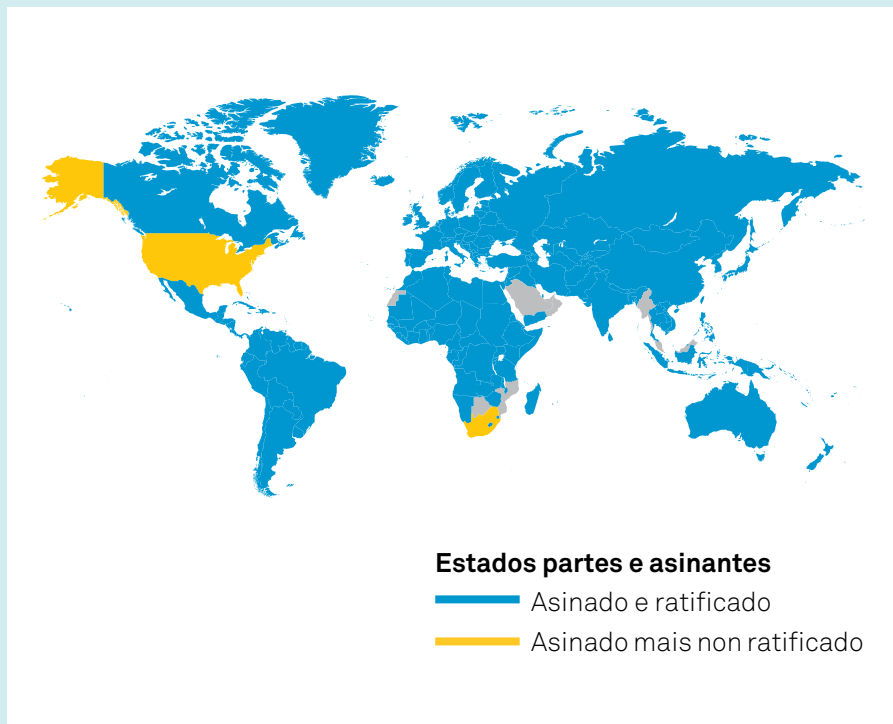 Estados partes e asinantes
Asinado e ratificado
Asinado mais non ratificado